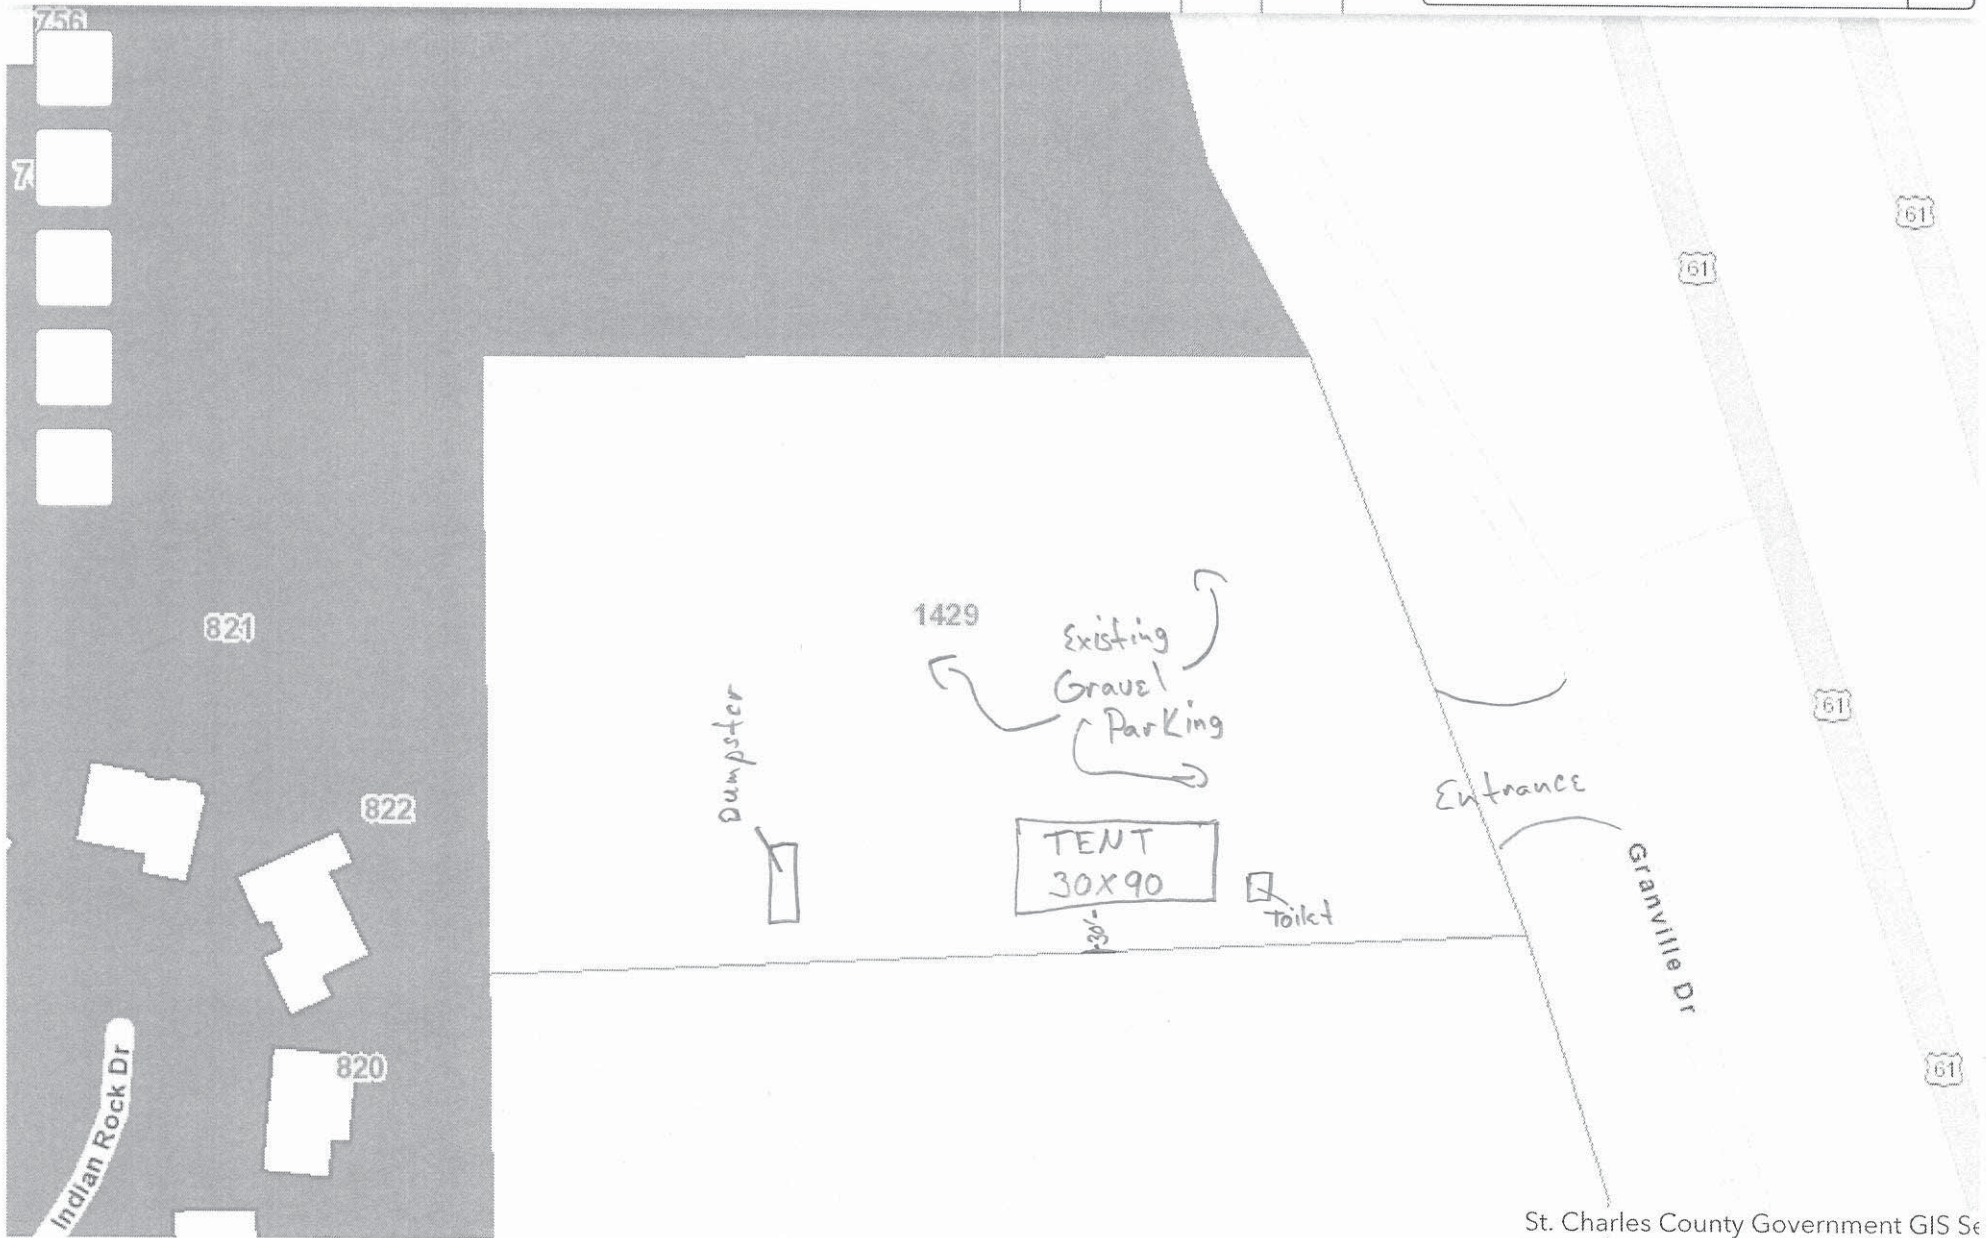 756
7
61
61
1429
821
Existing
Gravel
Parking
Dumpster
61
Entrance
822
TENT
30X90
Granville Dr
Toilet
30'
820
61
Indian Rock Dr
St. Charles County Government GIS Se